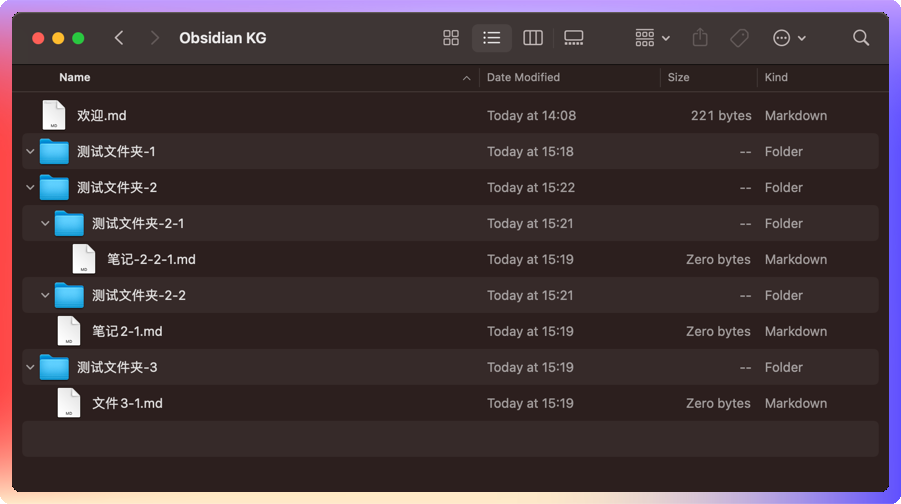 Obsidian KG
Name Date Modified Size Kind
欢迎.md Today at 14:08 221 bytes Markdown
测试文件夹-1 Today at 15:18 -- Folder
测试文件夹-2 Today at 15:22 -- Folder
测试文件夹-2-1 Today at 15:21 -- Folder
笔记-2-2-1.md Today at 15:19 Zero bytes Markdown
测试文件夹-2-2 Today at 15:21 -- Folder
笔记2-1.md Today at 15:19 Zero bytes Markdown
测试文件夹-3 Today at 15:19 -- Folder
文件3-1.md Today at 15:19 Zero bytes Markdown